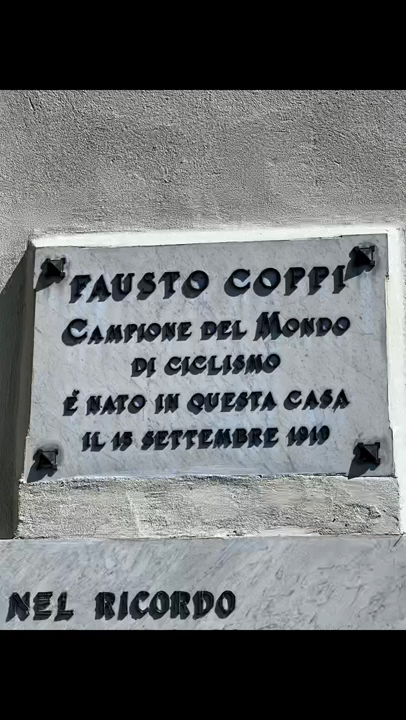 FAUSTO COPPI
CAMPIONE DEL MONDO
DI CICLISMO
É NATO IN QUESTA CASA
IL 15 SETTEMBRE 1919
NEL RICORDO